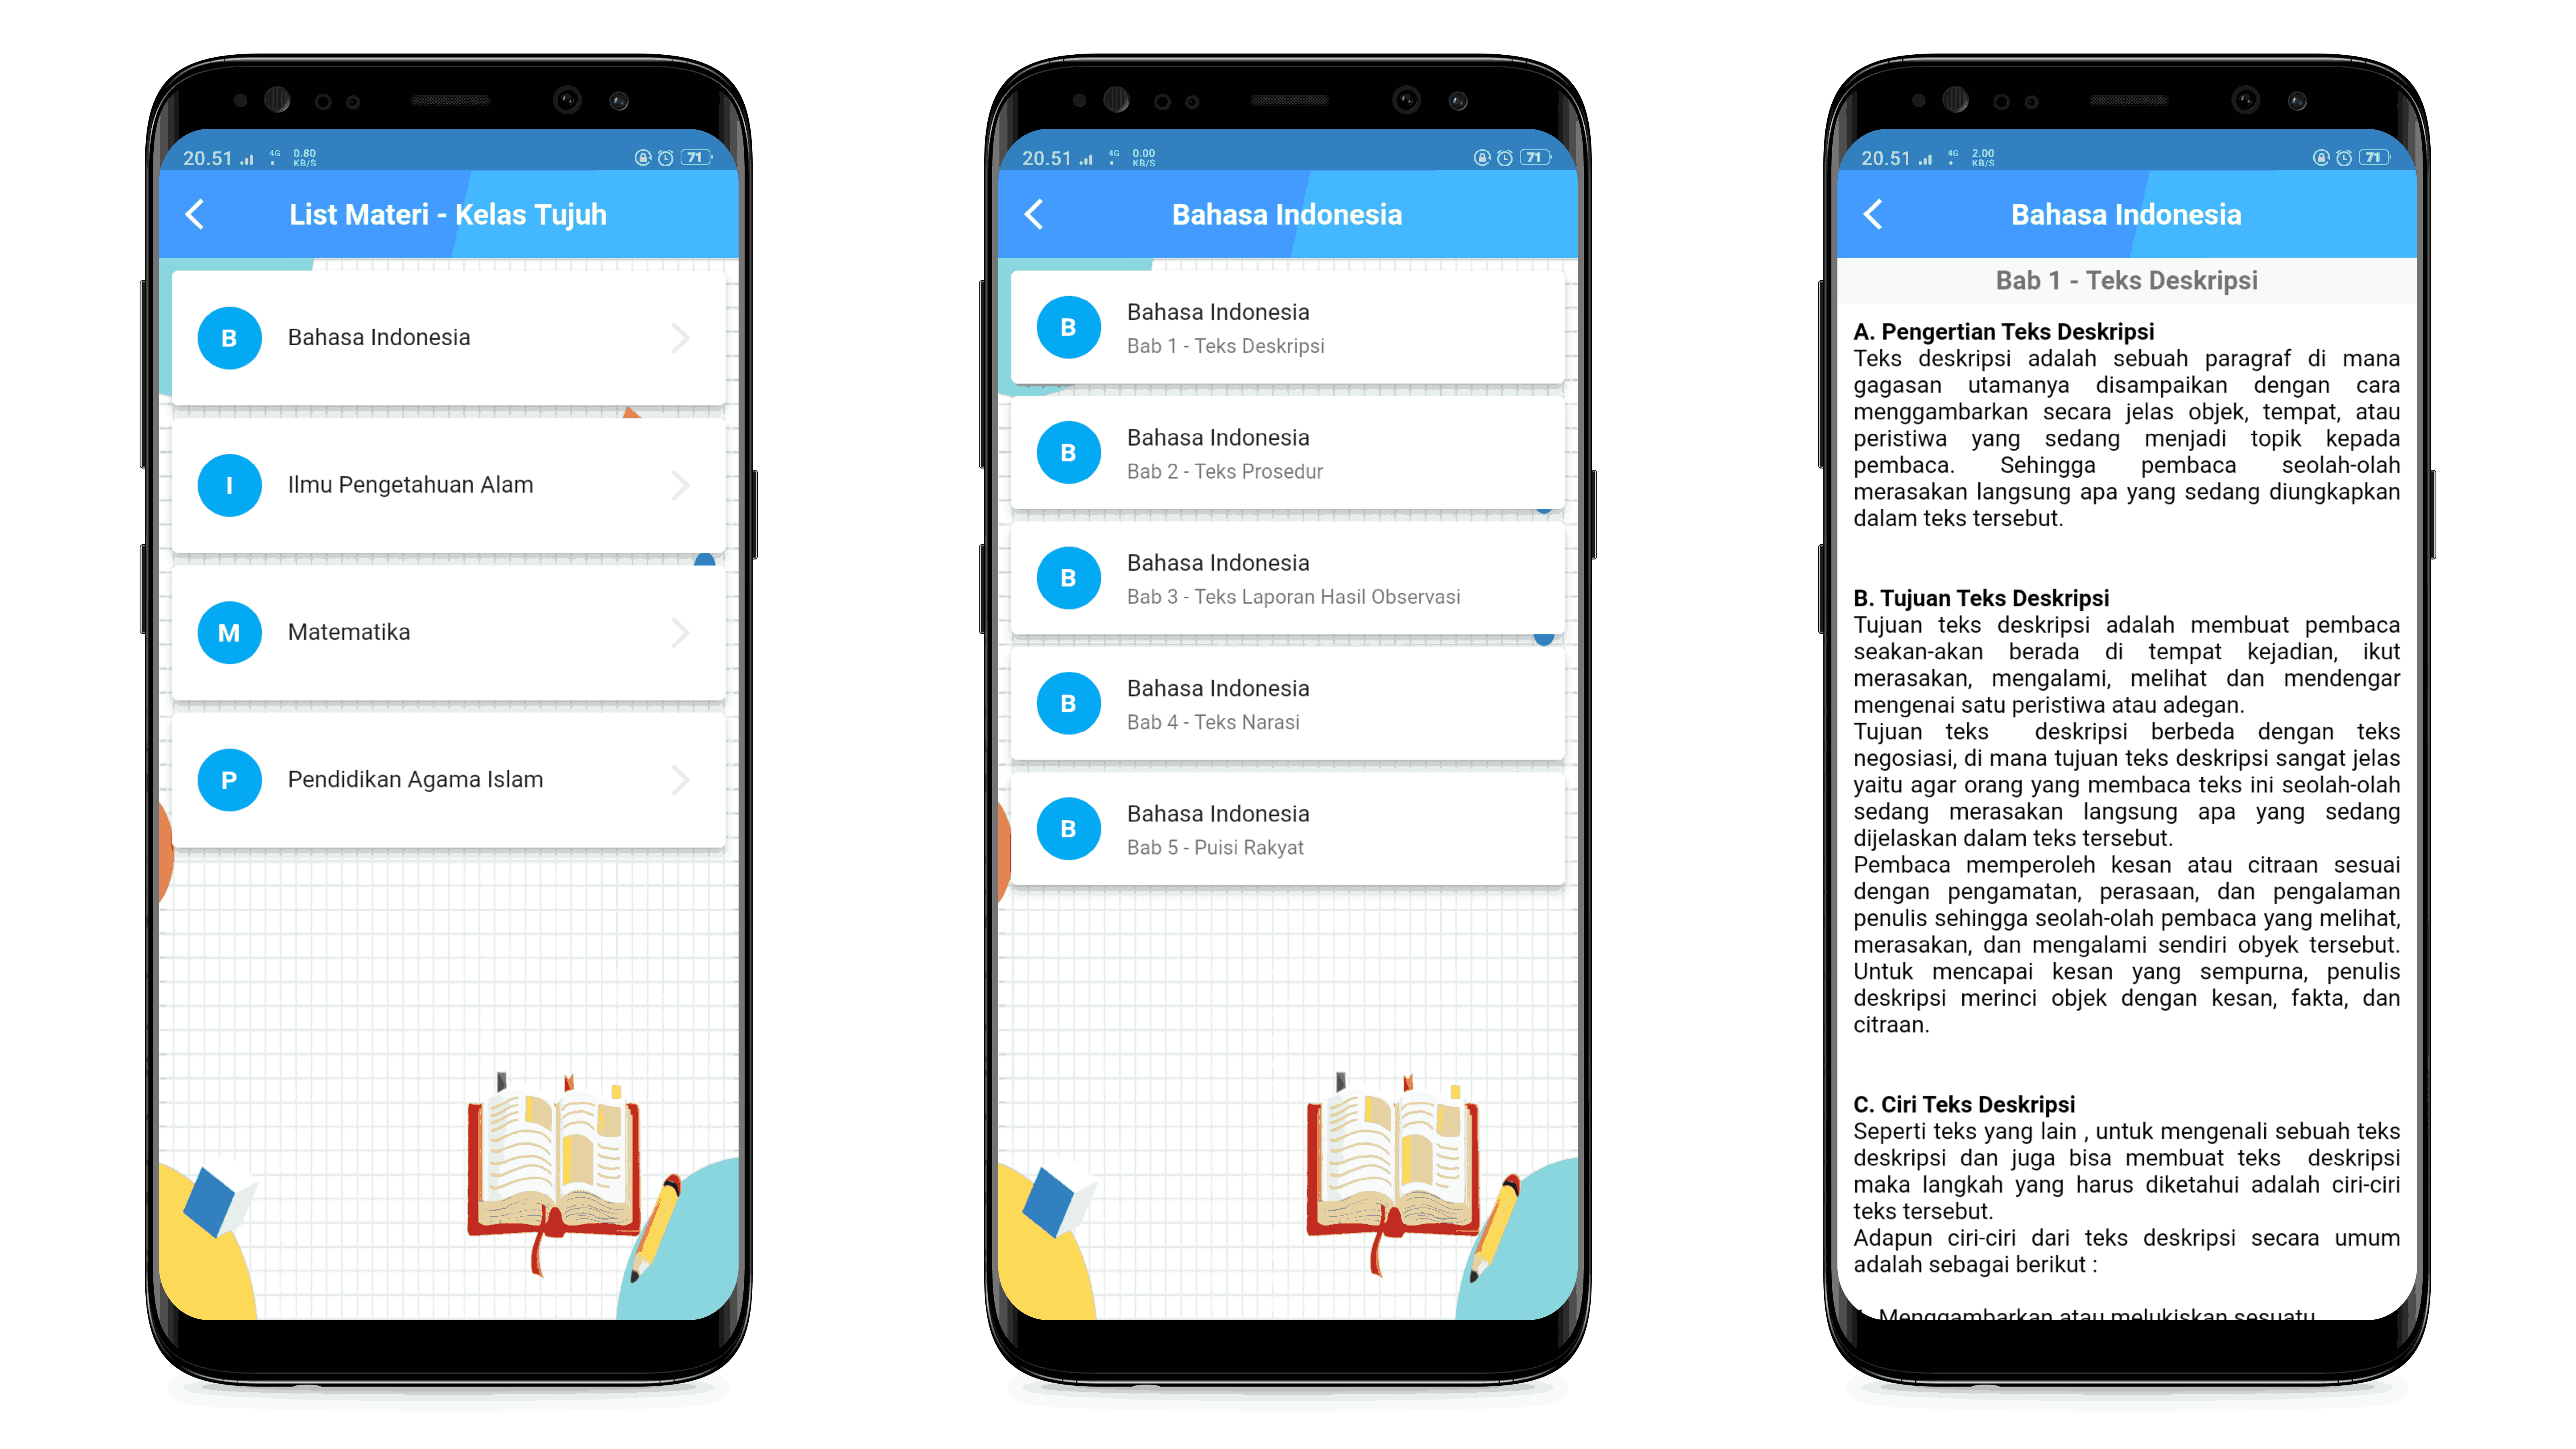 20.51 4G 0.80 KB/S 71
List Materi - Kelas Tujuh
B Bahasa Indonesia
I Ilmu Pengetahuan Alam
M Matematika
P Pendidikan Agama Islam
20.51 4G 0.00 KB/S 71
Bahasa Indonesia
B Bahasa Indonesia
Bab 1 - Teks Deskripsi
B Bahasa Indonesia
Bab 2 - Teks Prosedur
B Bahasa Indonesia
Bab 3 - Teks Laporan Hasil Observasi
B Bahasa Indonesia
Bab 4 - Teks Narasi
B Bahasa Indonesia
Bab 5 - Puisi Rakyat
20.51 4G 2.00 KB/S 71
Bahasa Indonesia
Bab 1 - Teks Deskripsi
A. Pengertian Teks Deskripsi
Teks deskripsi adalah sebuah paragraf di mana
gagasan utamanya disampaikan dengan cara
menggambarkan secara jelas objek, tempat, atau
peristiwa yang sedang menjadi topik kepada
pembaca. Sehingga pembaca seolah-olah
merasakan langsung apa yang sedang diungkapkan
dalam teks tersebut.
B. Tujuan Teks Deskripsi
Tujuan teks deskripsi adalah membuat pembaca
seakan-akan berada di tempat kejadian, ikut
merasakan, mengalami, melihat dan mendengar
mengenai satu peristiwa atau adegan.
Tujuan teks deskripsi berbeda dengan teks
negosiasi, di mana tujuan teks deskripsi sangat jelas
yaitu agar orang yang membaca teks ini seolah-olah
sedang merasakan langsung apa yang sedang
dijelaskan dalam teks tersebut.
Pembaca memperoleh kesan atau citraan sesuai
dengan pengamatan, perasaan, dan pengalaman
penulis sehingga seolah-olah pembaca yang melihat,
merasakan, dan mengalami sendiri obyek tersebut.
Untuk mencapai kesan yang sempurna, penulis
deskripsi merinci objek dengan kesan, fakta, dan
citraan.
C. Ciri Teks Deskripsi
Seperti teks yang lain , untuk mengenali sebuah teks
deskripsi dan juga bisa membuat teks deskripsi
maka langkah yang harus diketahui adalah ciri-ciri
teks tersebut.
Adapun ciri-ciri dari teks deskripsi secara umum
adalah sebagai berikut :
Menggambarkan atau melukiskan sesuatu